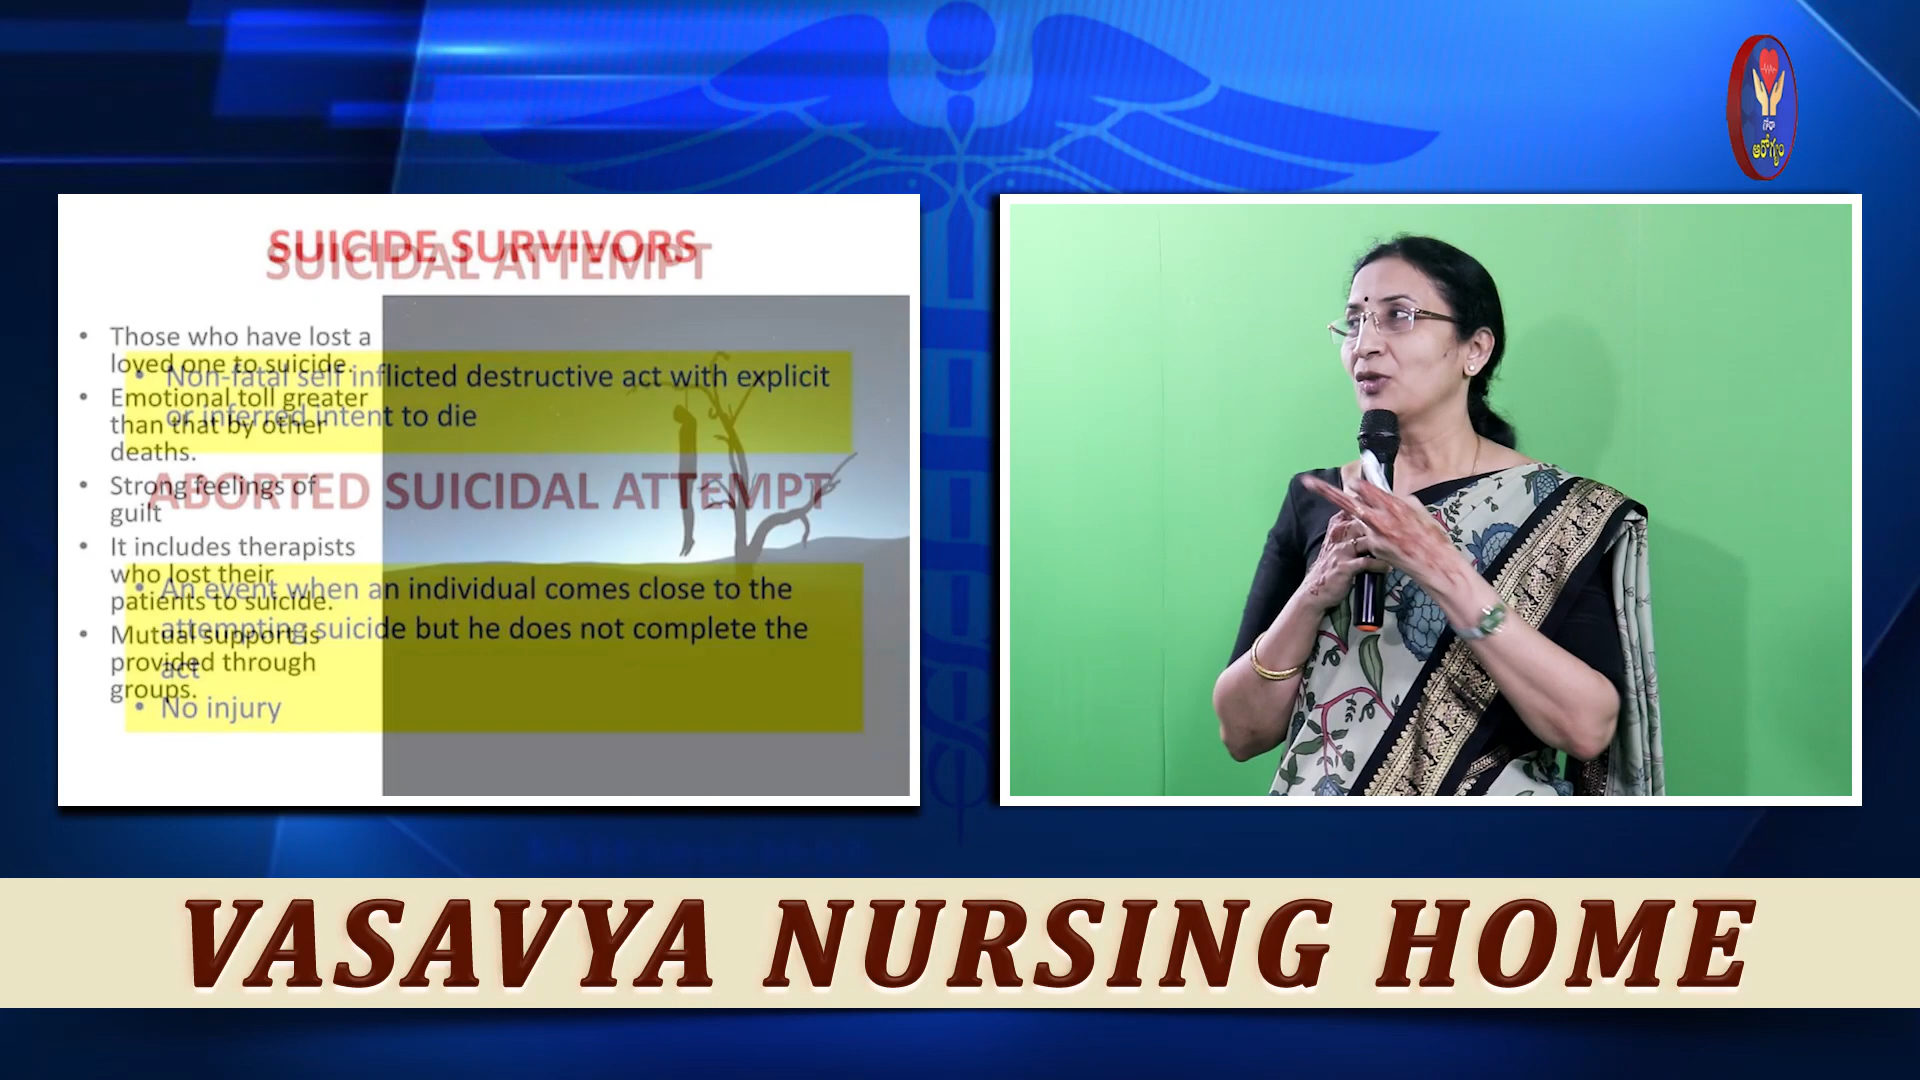 SUICIDE SURVIVORS
• Those who have lost a
loved one to suicide.
• Emotional toll greater
than that by other
deaths.
• Strong feelings of
guilt
• It includes therapists
who lost their
patients to suicide.
• Mutual support is
provided through
groups.
SUICIDAL ATTEMPT
• Non-fatal self inflicted destructive act with explicit
or inferred intent to die
ABORTED SUICIDAL ATTEMPT
• An event when an individual comes close to the
attempting suicide but he does not complete the
act
• No injury
ఆరోగ్యం
VASAVYA NURSING HOME